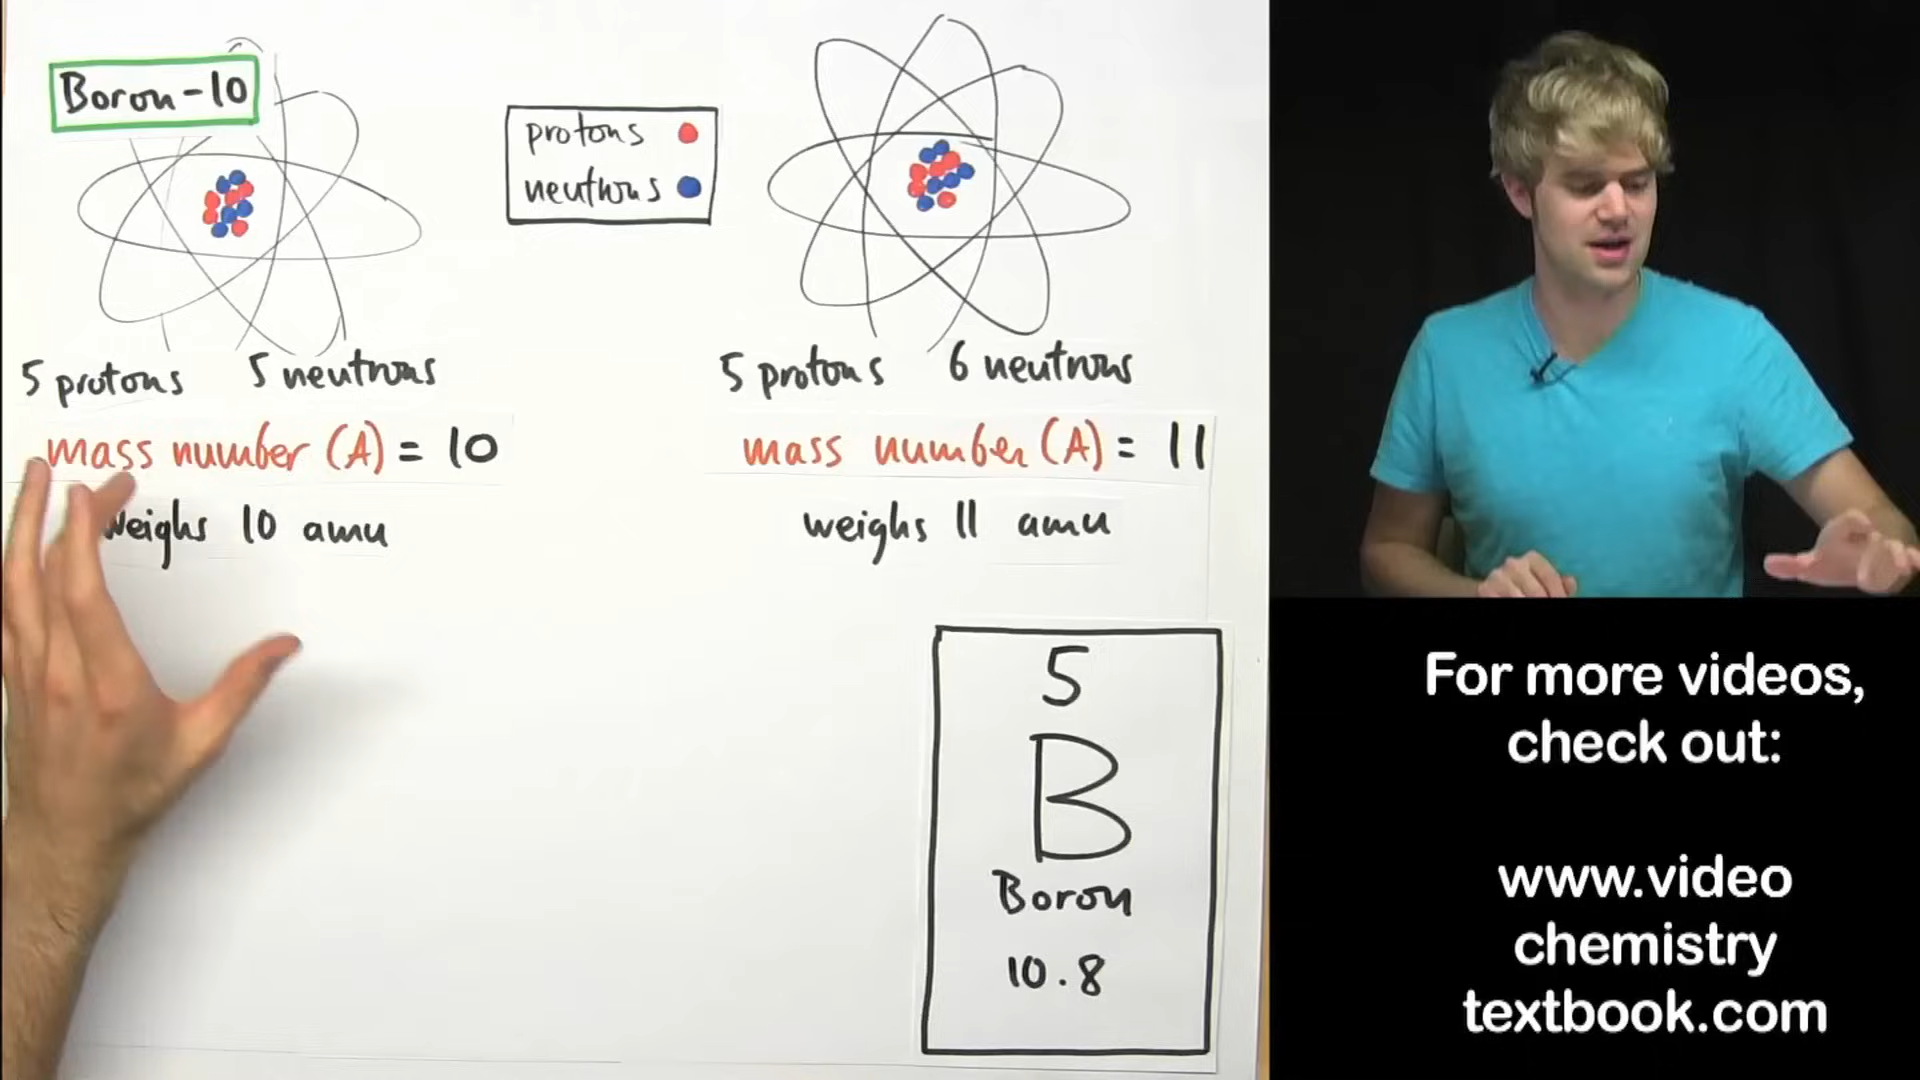 Boron-10
protons
neutrons
5 protons 5 neutrons
mass number (A) = 10
weighs 10 amu
5 protons 6 neutrons
mass number (A) = 11
weighs 11 amu
5
B
Boron
10.8
For more videos,
check out:
www.video
chemistry
textbook.com